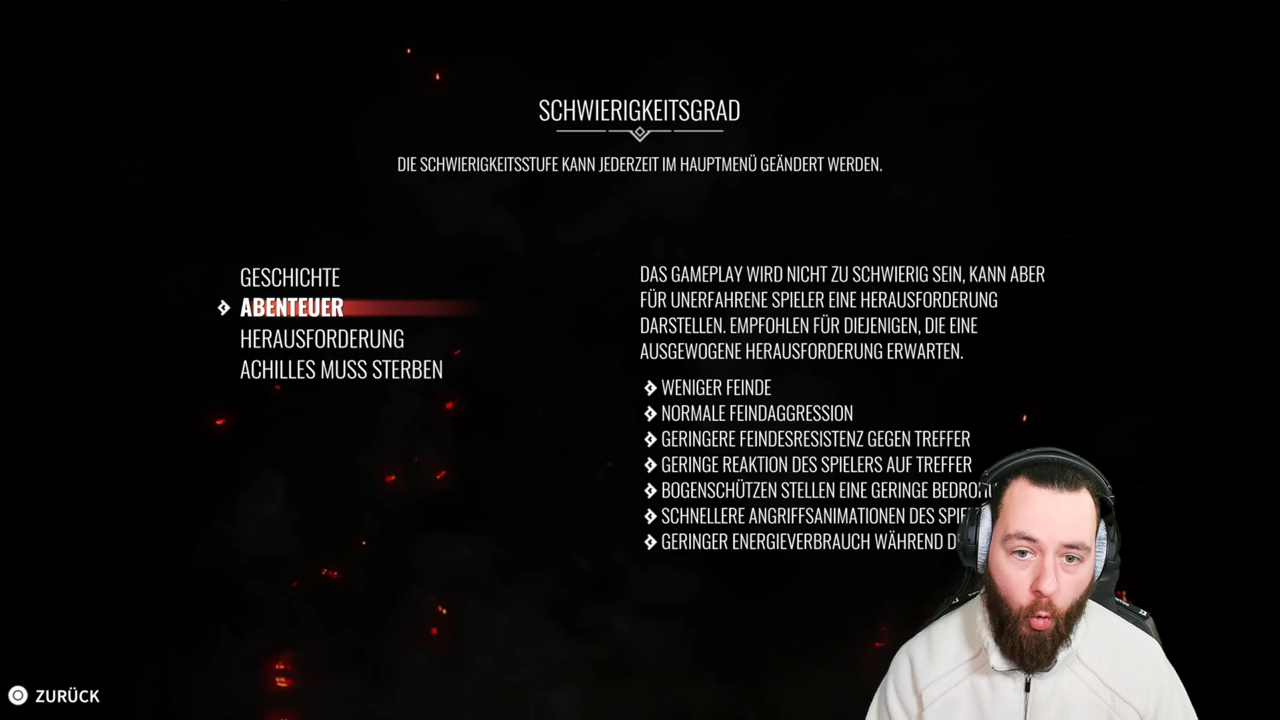 SCHWIERIGKEITSGRAD
DIE SCHWIERIGKEITSSTUFE KANN JEDERZEIT IM HAUPTMENÜ GEÄNDERT WERDEN.
GESCHICHTE
ABENTEUER
HERAUSFORDERUNG
ACHILLES MUSS STERBEN
DAS GAMEPLAY WIRD NICHT ZU SCHWIERIG SEIN, KANN ABER
FÜR UNERFAHRENE SPIELER EINE HERAUSFORDERUNG
DARSTELLEN. EMPFOHLEN FÜR DIEJENIGEN, DIE EINE
AUSGEWOGENE HERAUSFORDERUNG ERWARTEN.
WENIGER FEINDE
NORMALE FEINDAGGRESSION
GERINGERE FEINDESRESISTENZ GEGEN TREFFER
GERINGE REAKTION DES SPIELERS AUF TREFFER
BOGENSCHÜTZEN STELLEN EINE GERINGE
SCHNELLERE ANGRIFFSANIMATIONEN DES
GERINGER ENERGIEVERBRAUCH WÄHREND
ZURÜCK